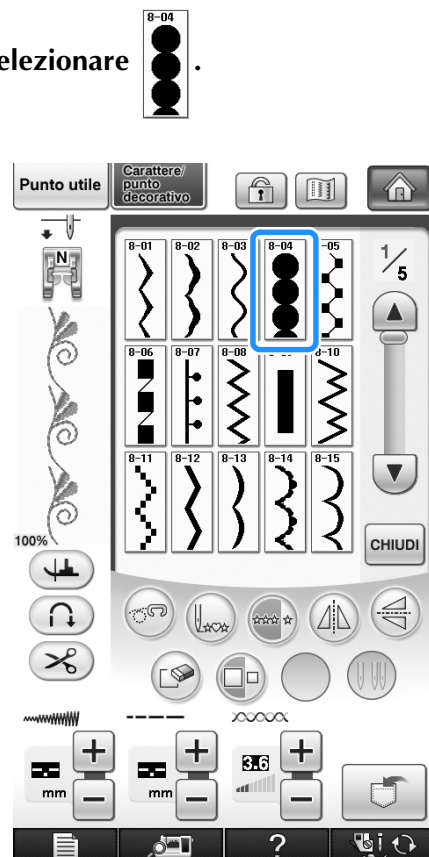 8-04
elezionare .
Punto utile
Carattere/
punto
decorativo
N
8-01 8-02 8-03 8-04 -05
1/5
8-06 8-07 8-08 8-10
8-11 8-12 8-13 8-14 8-15
100%
CHIUDI
3.6
mm mm
?